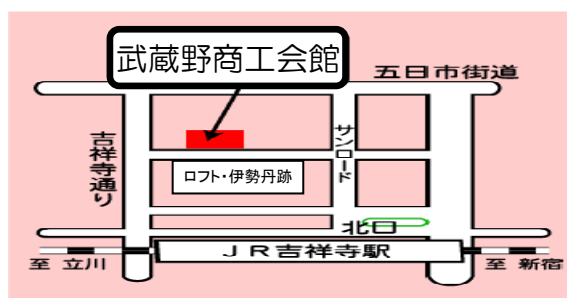 武蔵野商工会館
五日市街道
吉祥寺通り
サンロード
ロフト・伊勢丹跡
北口
JR吉祥寺駅
至 立川
至 新宿